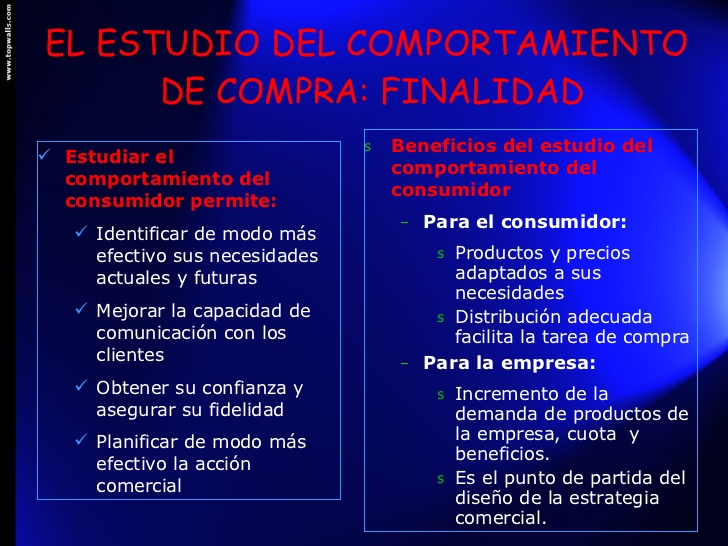 www.topwalls.com
EL ESTUDIO DEL COMPORTAMIENTO
DE COMPRA: FINALIDAD
✓ Estudiar el
comportamiento del
consumidor permite:
✓ Identificar de modo más
efectivo sus necesidades
actuales y futuras
✓ Mejorar la capacidad de
comunicación con los
clientes
✓ Obtener su confianza y
asegurar su fidelidad
✓ Planificar de modo más
efectivo la acción
comercial
s Beneficios del estudio del
comportamiento del
consumidor
– Para el consumidor:
s Productos y precios
adaptados a sus
necesidades
s Distribución adecuada
facilita la tarea de compra
– Para la empresa:
s Incremento de la
demanda de productos de
la empresa, cuota y
beneficios.
s Es el punto de partida del
diseño de la estrategia
comercial.